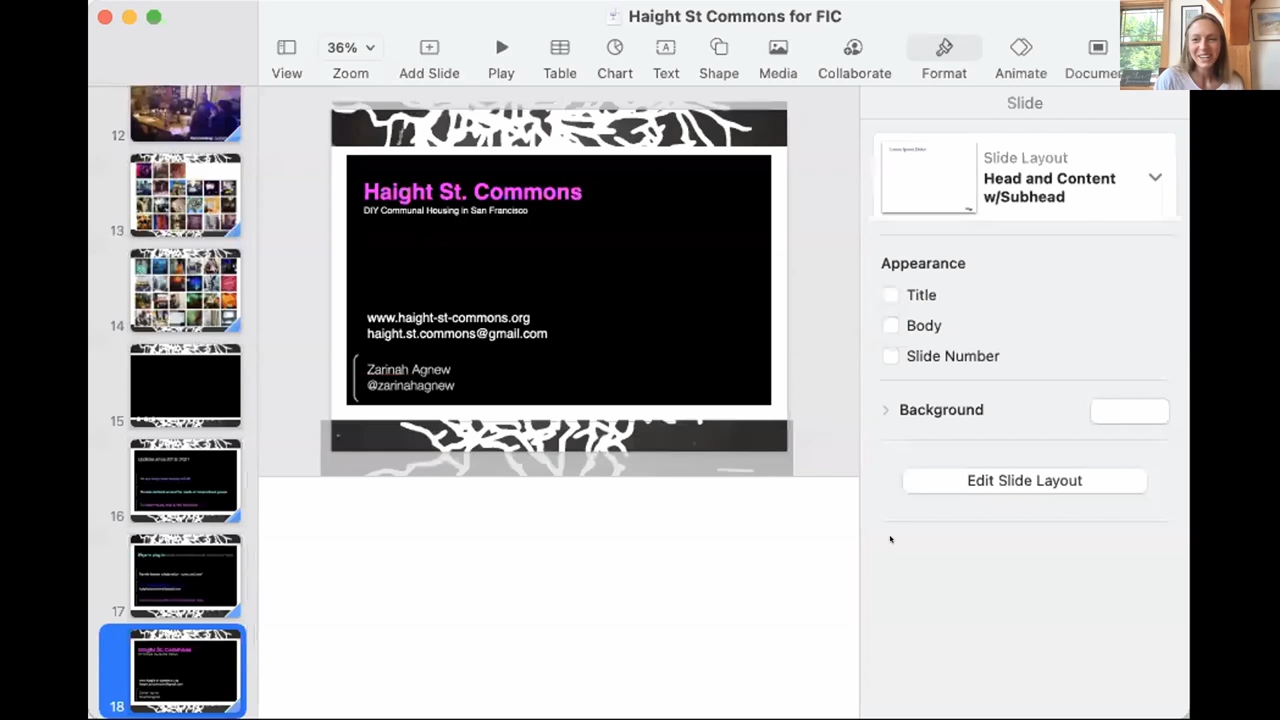 Haight St Commons for FIC
36%
View
Zoom
Add Slide
Play
Table
Chart
Text
Shape
Media
Collaborate
Format
Animate
Documen
12
13
14
15
16
17
18
Haight St. Commons
DIY Communal Housing in San Francisco
www.haight-st-commons.org
haight.st.commons@gmail.com
Zarinah Agnew
@zarinahagnew
Slide
Slide Layout
Head and Content
w/Subhead
Appearance
Title
Body
Slide Number
Background
Edit Slide Layout